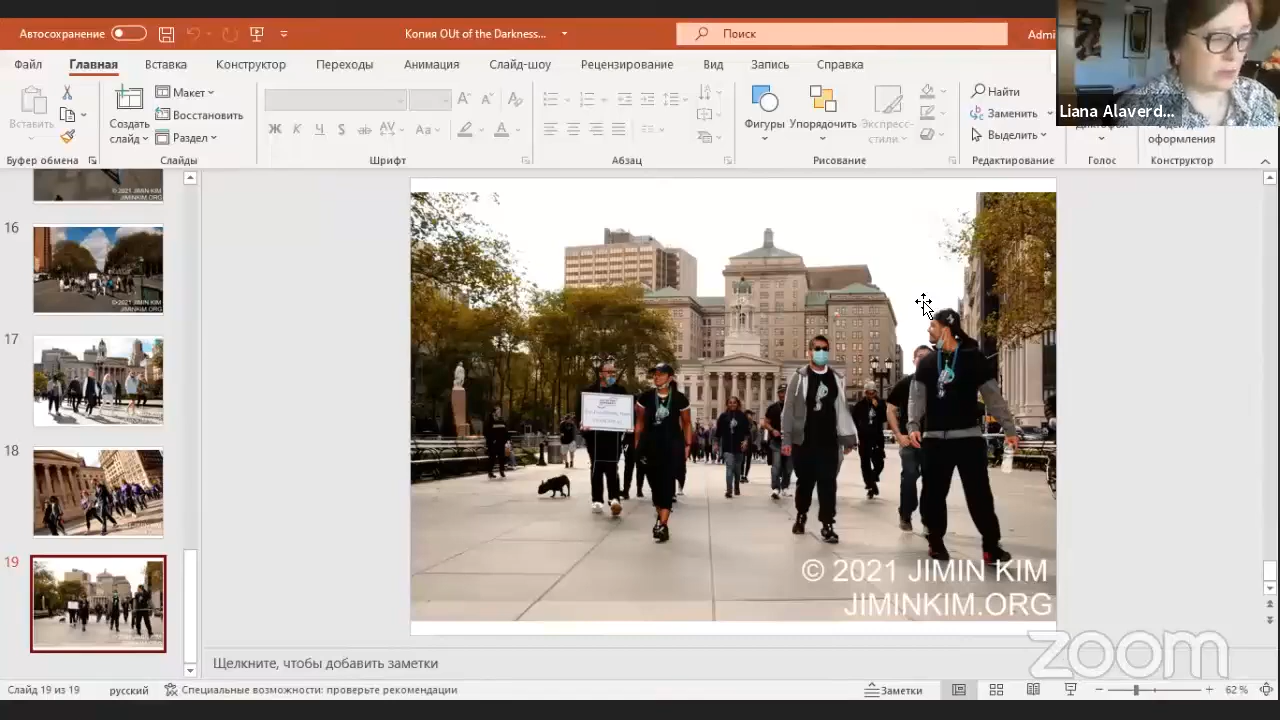 Автосохранение
Копия OUt of the Darkness...
Поиск
Admi
Liana Alaverd...
Файл Главная Вставка Конструктор Переходы Анимация Слайд-шоу Рецензирование Вид Запись Справка
Вставить
Создать слайд
Макет
Восстановить
Раздел
Фигуры
Упорядочить
Экспресс-стили
Найти
Заменить
Выделить
оформления
Буфер обмена Слайды Шрифт Абзац Рисование Редактирование Голос Конструктор
16
17
18
19
© 2021 JIMIN KIM
JIMINKIM.ORG
zoom
Щелкните, чтобы добавить заметки
Слайд 19 из 19 русский Специальные возможности: проверьте рекомендации Заметки 62 %